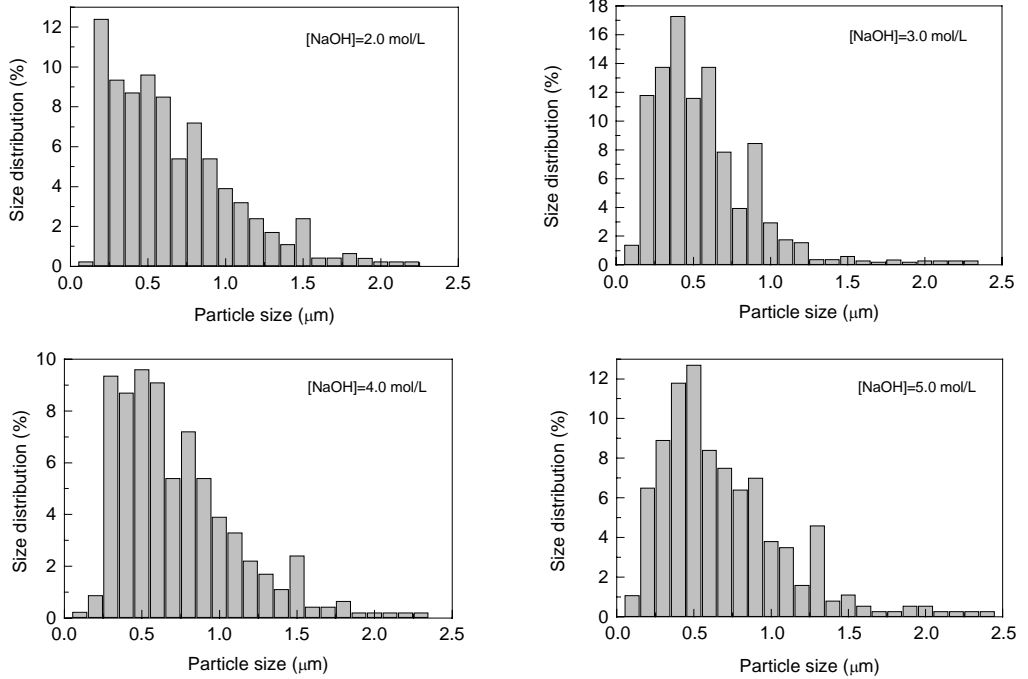 [NaOH]=2.0 mol/L
Size distribution (%)
12
10
8
6
4
2
0
0.0 0.5 1.0 1.5 2.0 2.5
Particle size (μm)
[NaOH]=3.0 mol/L
Size distribution (%)
18
16
14
12
10
8
6
4
2
0
0.0 0.5 1.0 1.5 2.0 2.5
Particle size (μm)
[NaOH]=4.0 mol/L
Size distribution (%)
10
8
6
4
2
0
0.0 0.5 1.0 1.5 2.0 2.5
Particle size (μm)
[NaOH]=5.0 mol/L
Size distribution (%)
12
10
8
6
4
2
0
0.0 0.5 1.0 1.5 2.0 2.5
Particle size (μm)